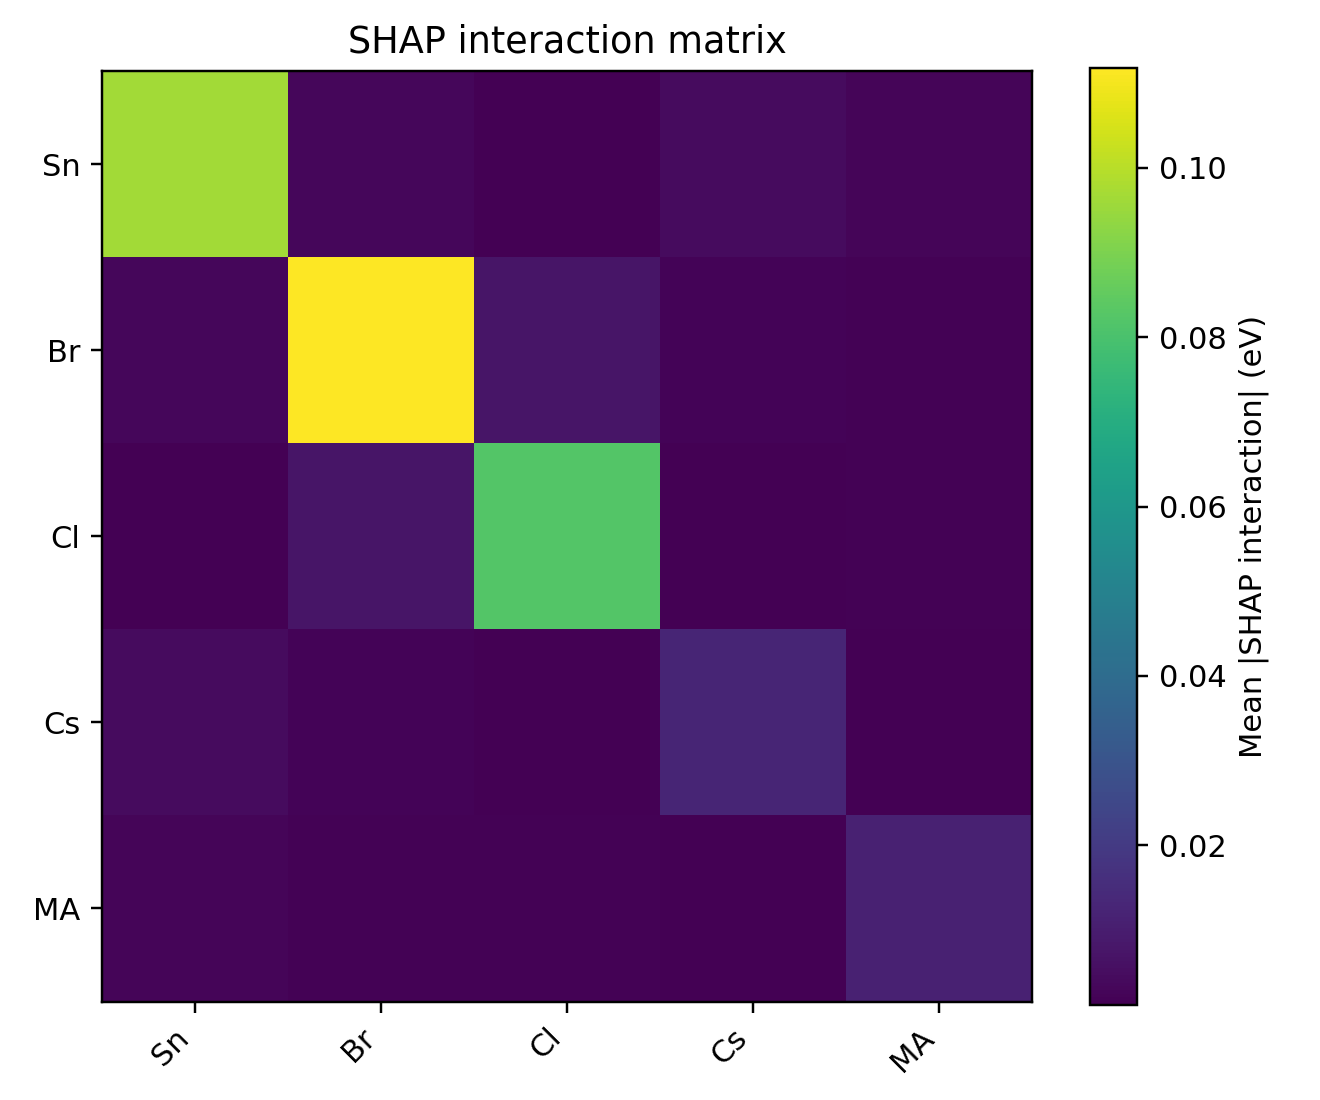 SHAP interaction matrix
Sn
Br
Cl
Cs
MA
Sn
Br
Cl
Cs
MA
0.10
0.08
0.06
0.04
0.02
Mean |SHAP interaction| (eV)